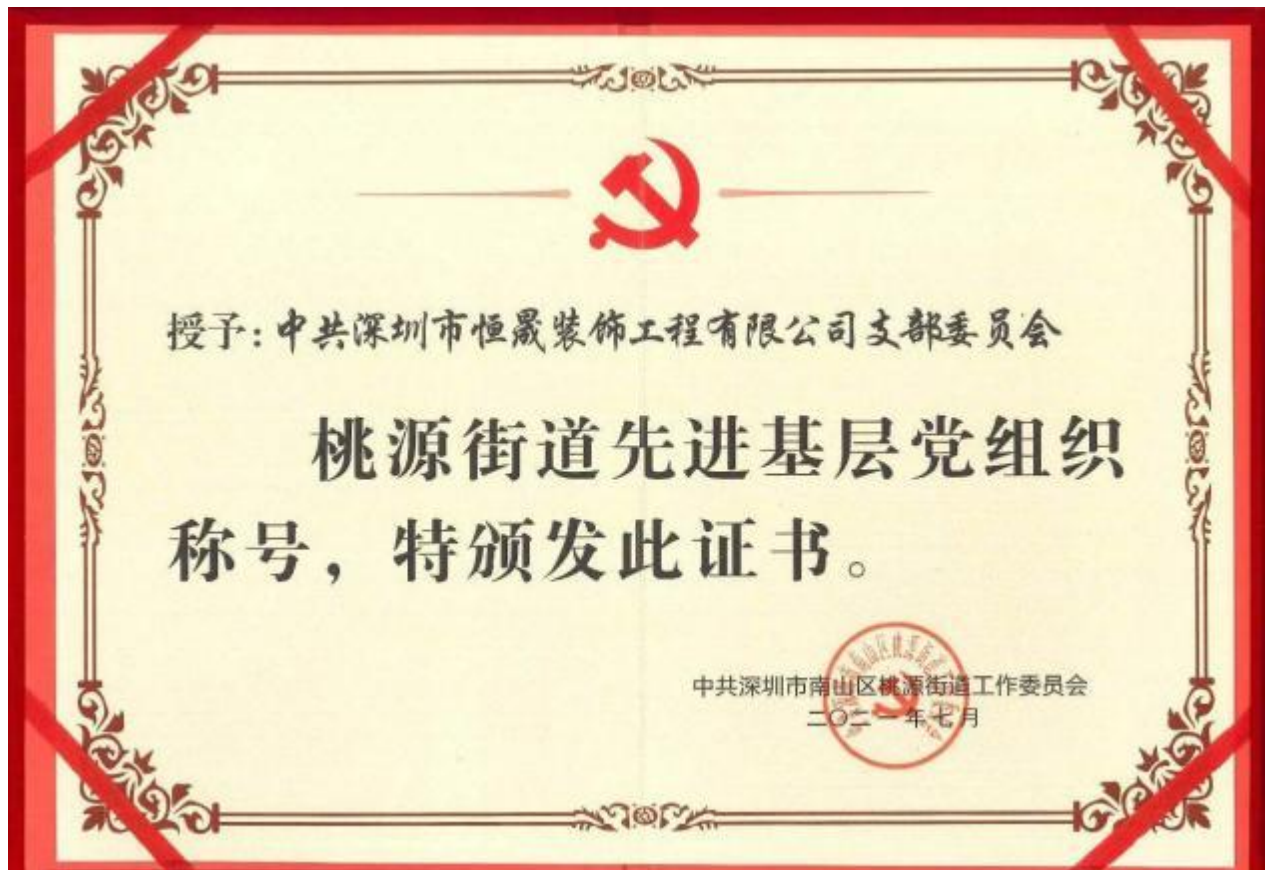 授予:中共深圳市恒晟装饰工程有限公司支部委员会
桃源街道先进基层党组织
称号，特颁发此证书。
中共深圳市南山区桃源街道工作委员会
二〇二一年七月